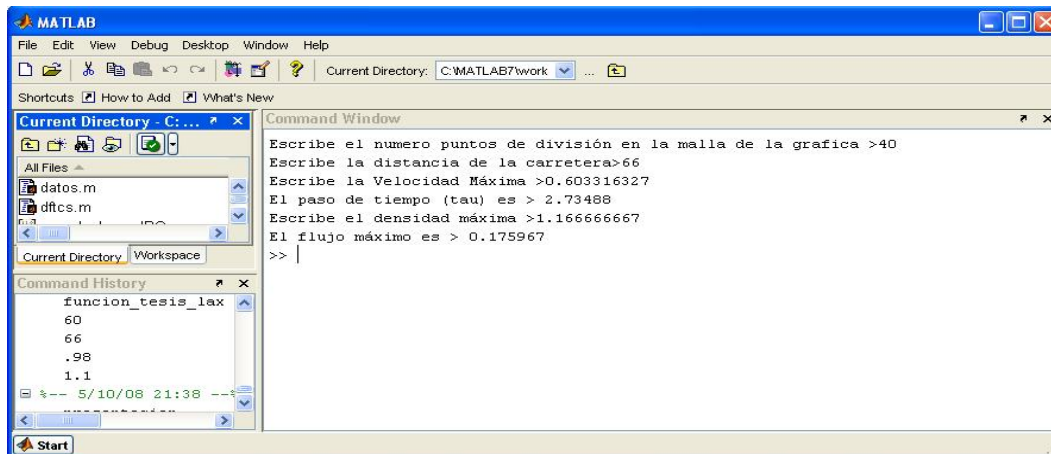 MATLAB
File Edit View Debug Desktop Window Help
Current Directory: C:\MATLAB7\work ...
Shortcuts How to Add What's New
Current Directory - C: ...
All Files
datos.m
dftcs.m
Current Directory Workspace
Command History
funcion_tesis_lax
60
66
.98
1.1
%-- 5/10/08 21:38 --%
Command Window
Escribe el numero puntos de división en la malla de la grafica >40
Escribe la distancia de la carretera>66
Escribe la Velocidad Máxima >0.603316327
El paso de tiempo (tau) es > 2.73488
Escribe el densidad máxima >1.166666667
El flujo máximo es > 0.175967
>>
Start